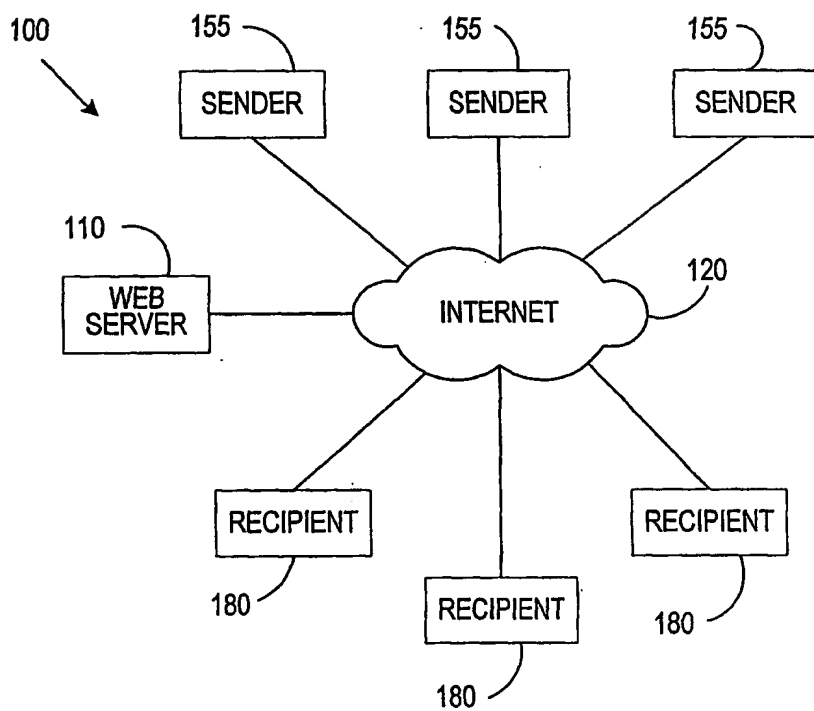 100
155
155
155
SENDER
SENDER
SENDER
110
120
WEB
SERVER
INTERNET
RECIPIENT
RECIPIENT
180
RECIPIENT
180
180